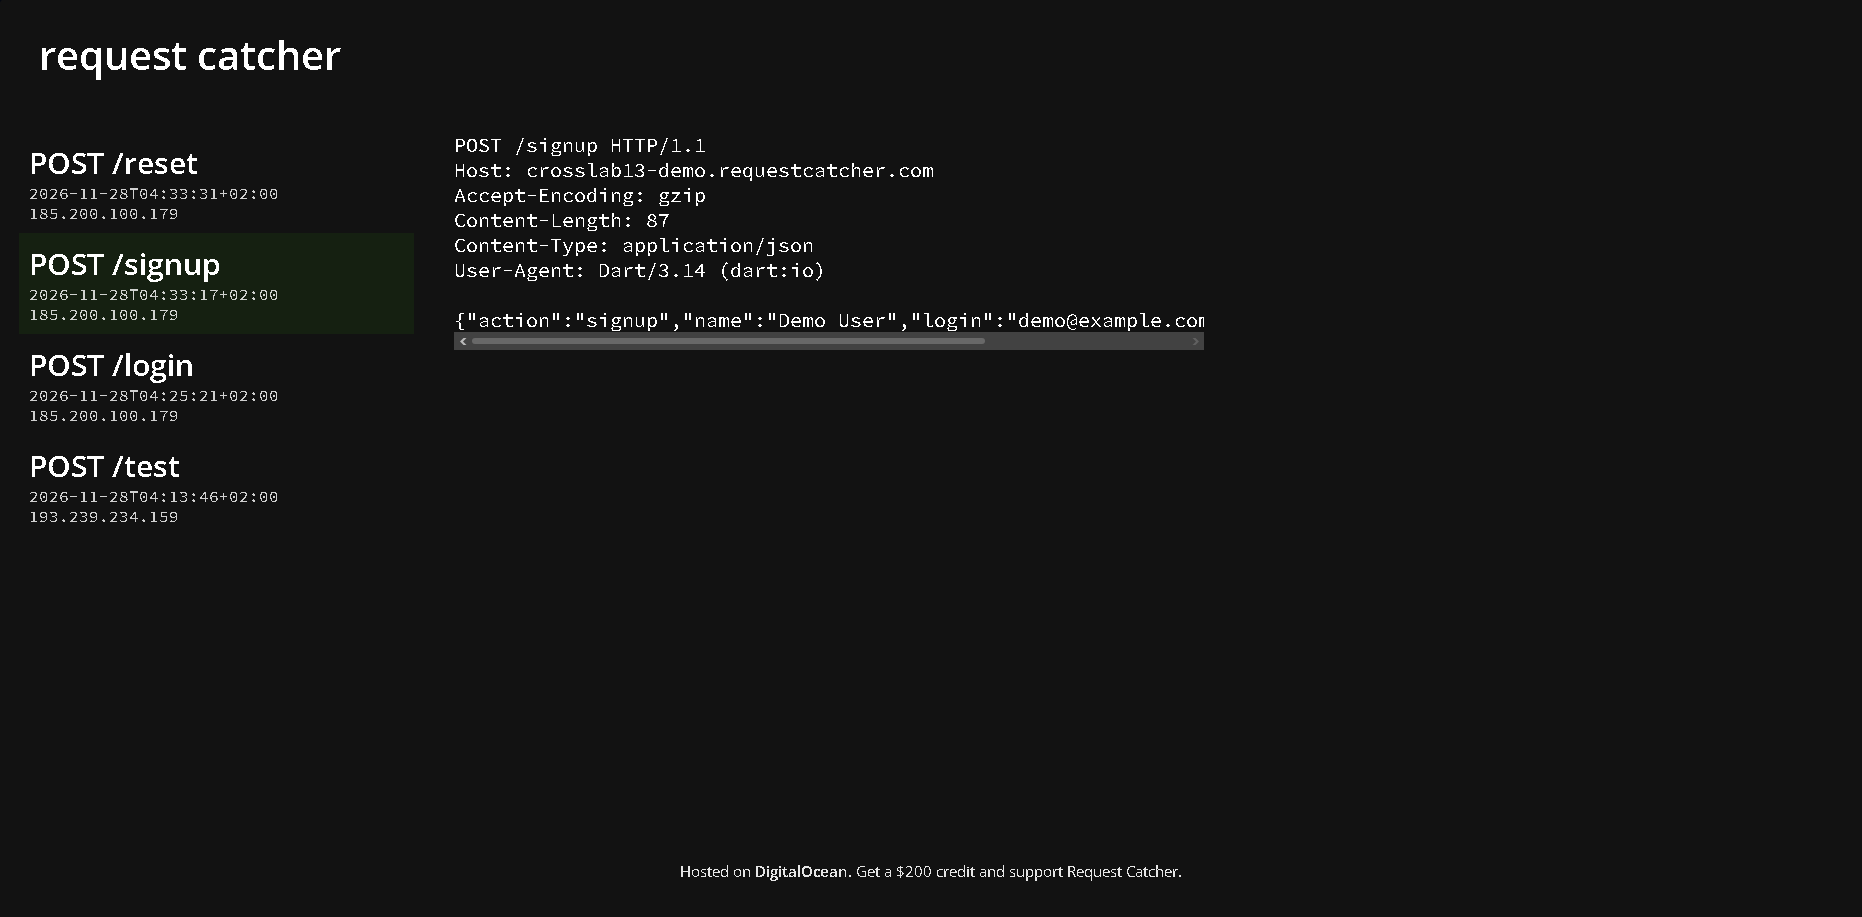 request catcher
POST /reset
2026-11-28T04:33:31+02:00
185.200.100.179
POST /signup
2026-11-28T04:33:17+02:00
185.200.100.179
POST /login
2026-11-28T04:25:21+02:00
185.200.100.179
POST /test
2026-11-28T04:13:46+02:00
193.239.234.159
POST /signup HTTP/1.1
Host: crosslab13-demo.requestcatcher.com
Accept-Encoding: gzip
Content-Length: 87
Content-Type: application/json
User-Agent: Dart/3.14 (dart:io)
{"action":"signup","name":"Demo User","login":"demo@example.com
Hosted on DigitalOcean. Get a $200 credit and support Request Catcher.